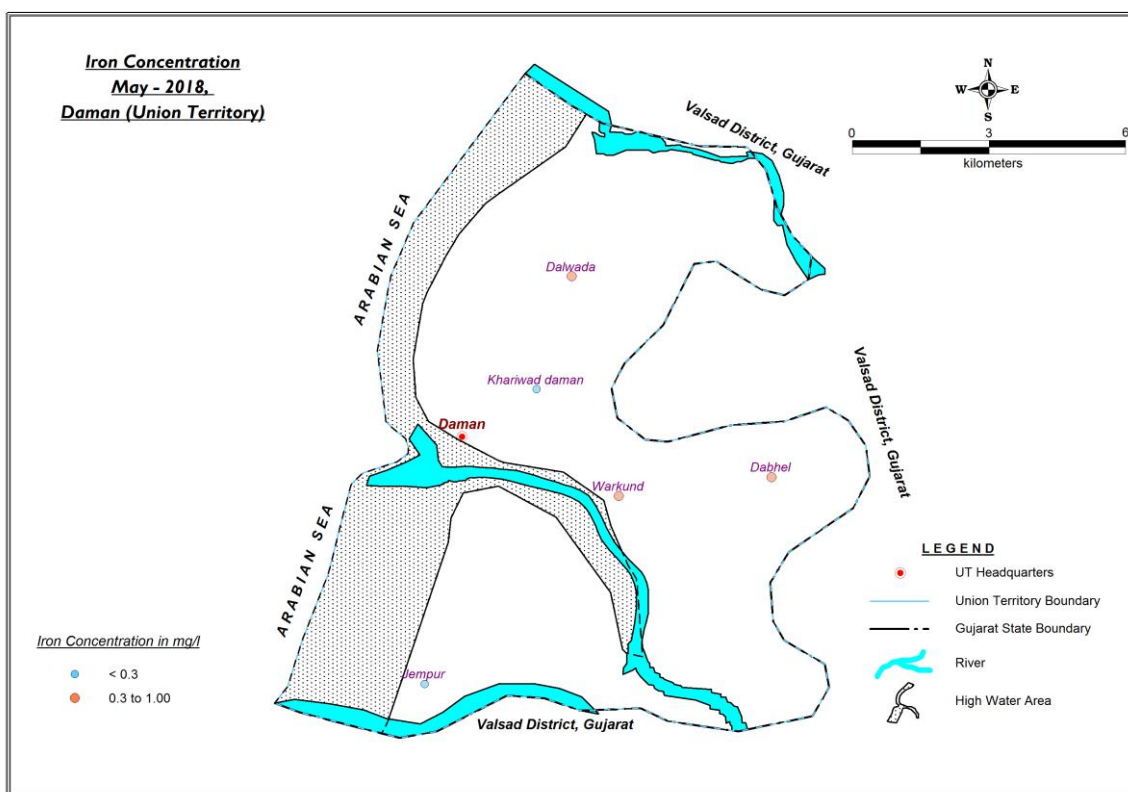 Iron Concentration
May - 2018,
Daman (Union Territory)
N
W E
S
0 3 6
kilometers
Valsad District, Gujarat
ARABIAN SEA
Dalwada
Khariwad daman
Valsad District, Gujarat
Daman
Dabhel
Warkund
ARABIAN SEA
Jempur
Valsad District, Gujarat
LEGEND
UT Headquarters
Union Territory Boundary
Gujarat State Boundary
River
High Water Area
Iron Concentration in mg/l
< 0.3
0.3 to 1.00